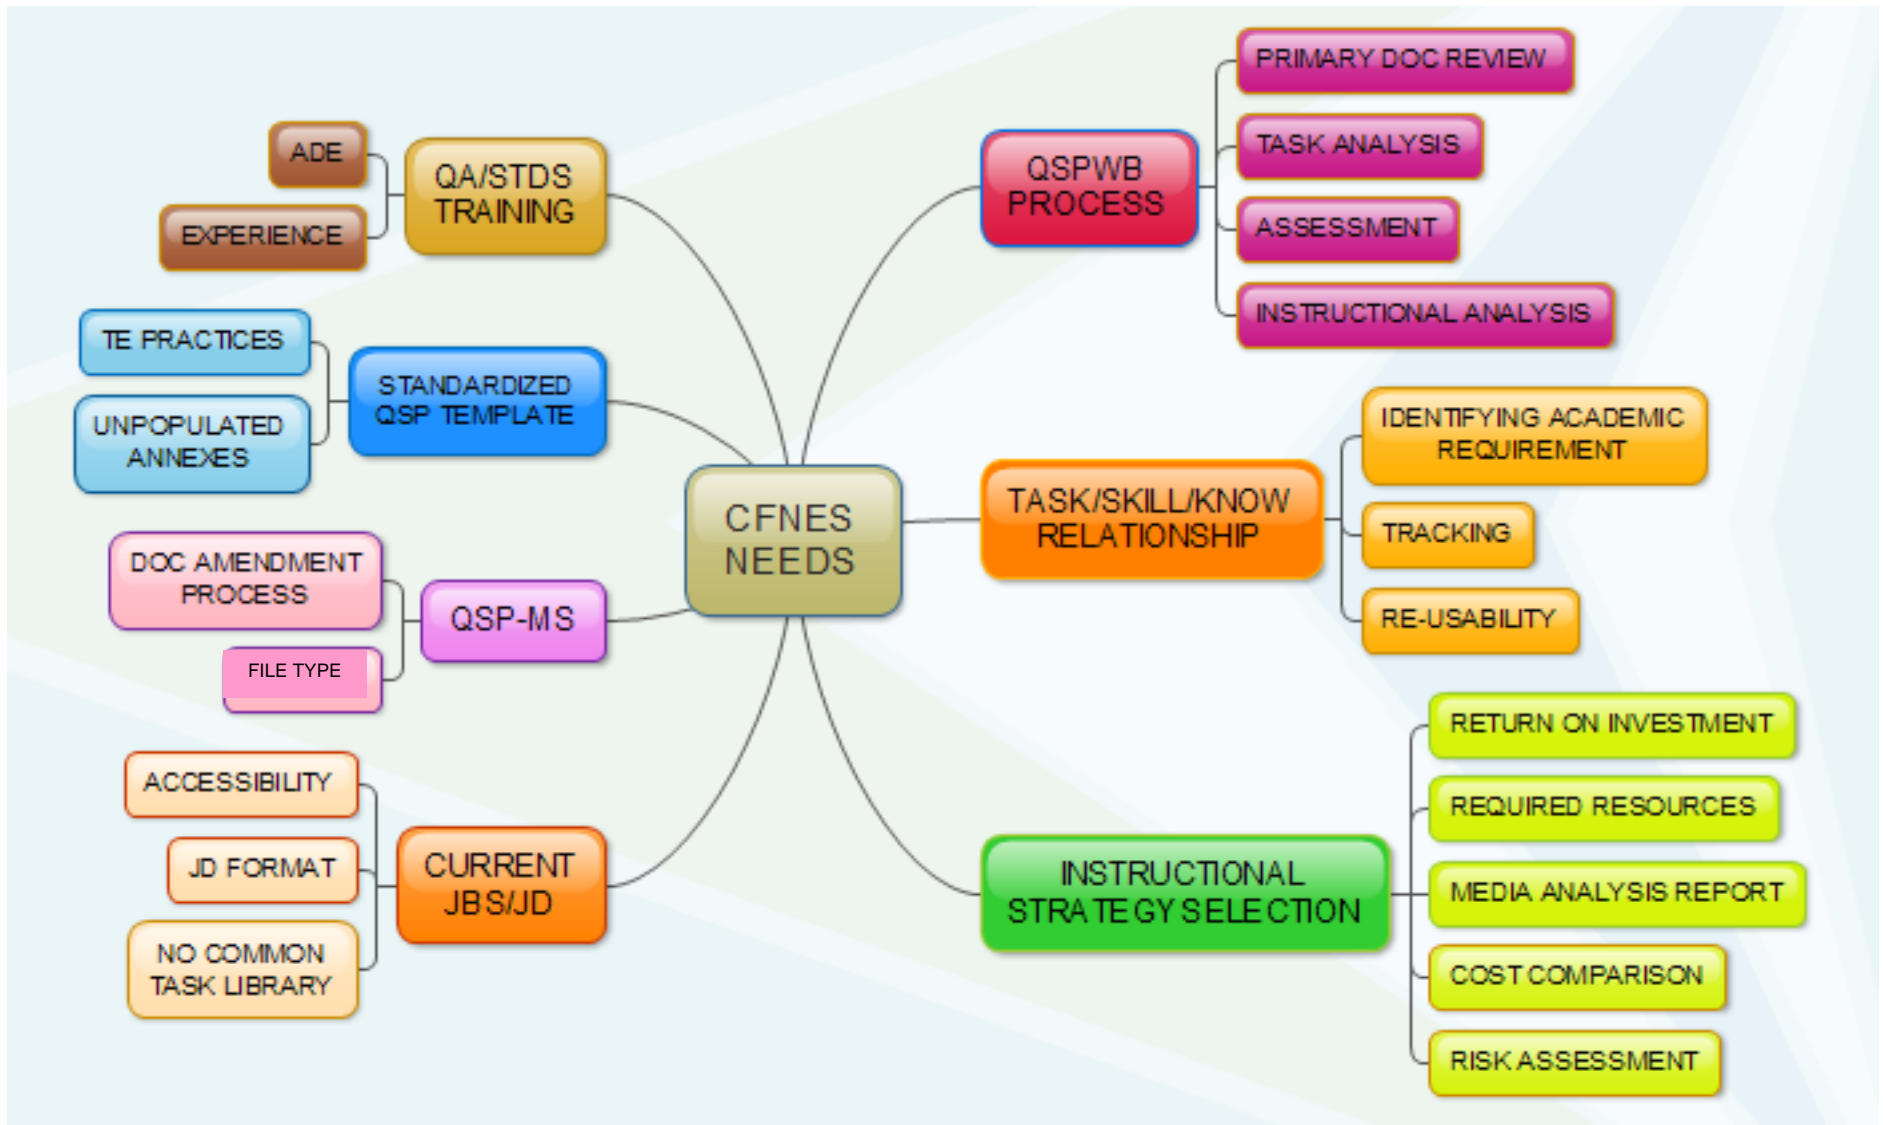 ADE
EXPERIENCE
QA/STDS
TRAINING
TE PRACTICES
UNPOPULATED
ANNEXES
STANDARDIZED
QSP TEMPLATE
DOC AMENDMENT
PROCESS
FILE TYPE
QSP-MS
ACCESSIBILITY
JD FORMAT
NO COMMON
TASK LIBRARY
CURRENT
JBS/JD
CFNES
NEEDS
QSPWB
PROCESS
PRIMARY DOC REVIEW
TASK ANALYSIS
ASSESSMENT
INSTRUCTIONAL ANALYSIS
TASK/SKILL/KNOW
RELATIONSHIP
IDENTIFYING ACADEMIC
REQUIREMENT
TRACKING
RE-USABILITY
INSTRUCTIONAL
STRATEGY SELECTION
RETURN ON INVESTMENT
REQUIRED RESOURCES
MEDIA ANALYSIS REPORT
COST COMPARISON
RISK ASSESSMENT